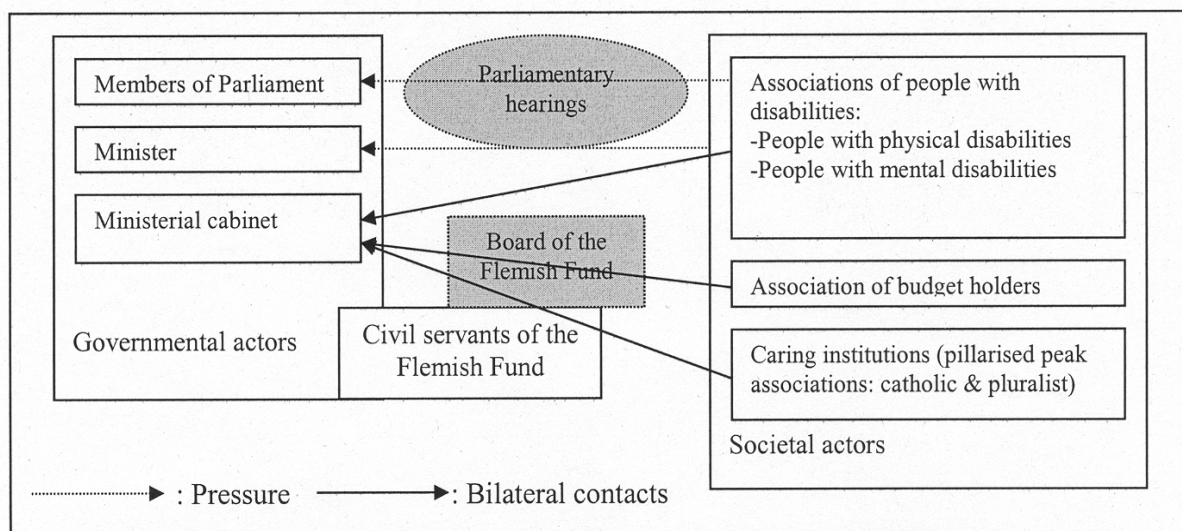 Members of Parliament
Minister
Ministerial cabinet
Governmental actors
Parliamentary
hearings
Board of the
Flemish Fund
Civil servants of the
Flemish Fund
Associations of people with
disabilities:
-People with physical disabilities
-People with mental disabilities
Association of budget holders
Caring institutions (pillarised peak
associations: catholic & pluralist)
Societal actors
: Pressure
: Bilateral contacts